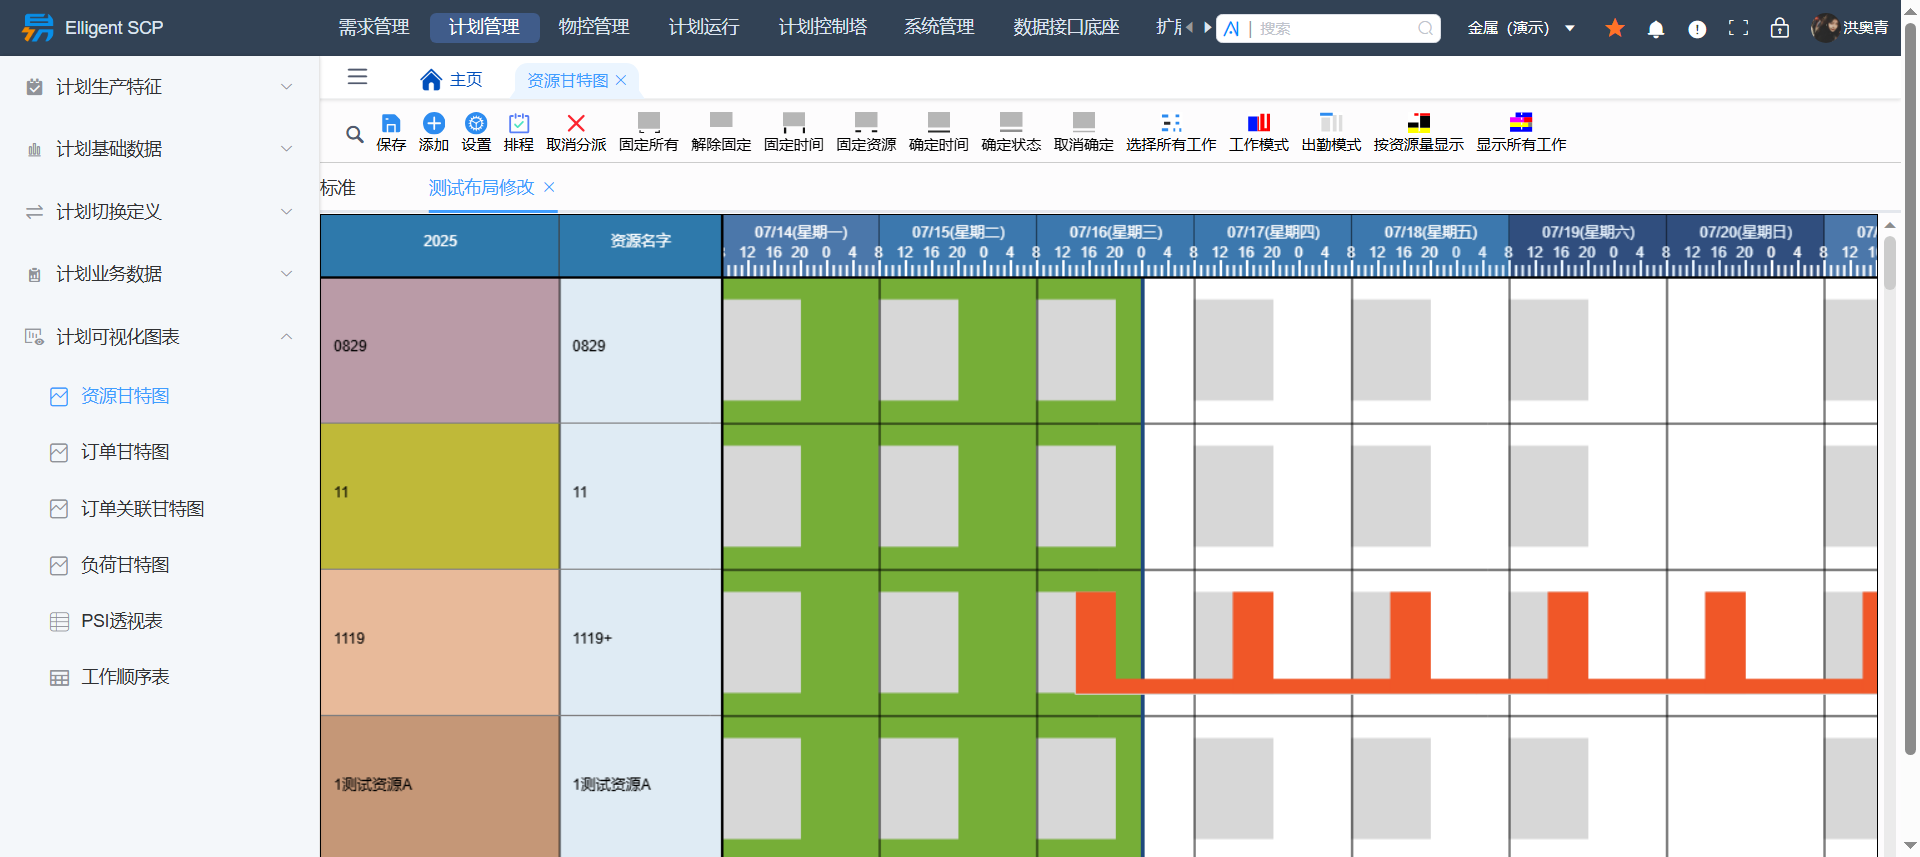 Elligent SCP
需求管理 计划管理 物控管理 计划运行 计划控制塔 系统管理 数据接口底座
AI | 搜索
金属 (演示)
洪奥青
计划生产特征
计划基础数据
计划切换定义
计划业务数据
计划可视化图表
资源甘特图
订单甘特图
订单关联甘特图
负荷甘特图
PSI透视表
工作顺序表
主页 资源甘特图
保存 添加 设置 排程 取消分派 固定所有 解除固定 固定时间 固定资源 确定时间 确定状态 取消确定 选择所有工作 工作模式 出勤模式 按资源量显示 显示所有工作
标准 测试布局修改
2025 资源名字
07/14(星期一) 07/15(星期二) 07/16(星期三) 07/17(星期四) 07/18(星期五) 07/19(星期六) 07/20(星期日) 07/
12 16 20 0 4 8 12 16 20 0 4 8 12 16 20 0 4 8 12 16 20 0 4 8 12 16 20 0 4 8 12 16 20 0 4 8 12 16 20 0 4 8 12
0829 0829
11 11
1119 1119+
1测试资源A 1测试资源A